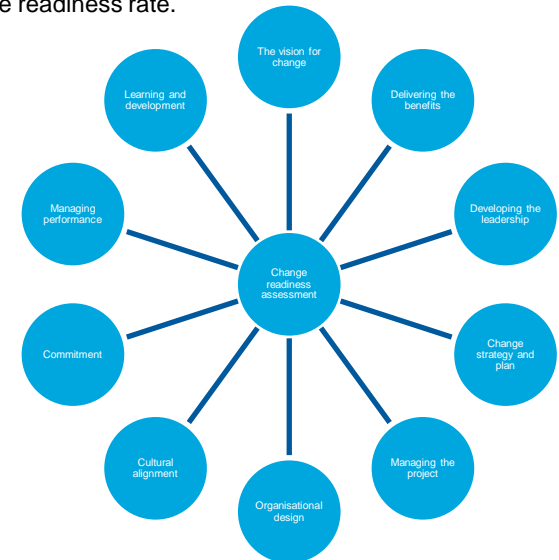 e readiness rate.
The vision for
change
Delivering the
benefits
Developing the
leadership
Change
strategy and
plan
Managing the
project
Organisational
design
Cultural
alignment
Commitment
Managing
performance
Learning and
development
Change
readiness
assessment